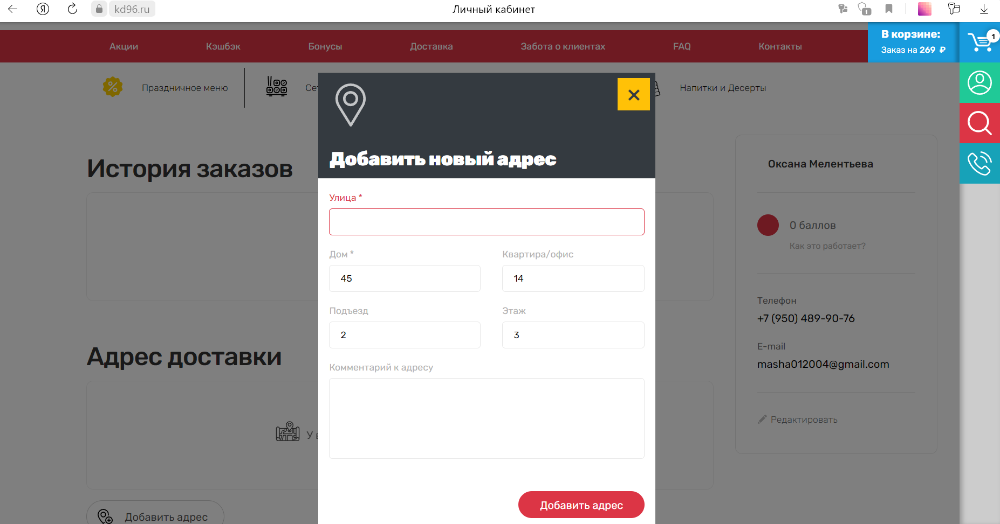 kd96.ru
Личный кабинет
1
Акции
Кэшбэк
Бонусы
Доставка
Забота о клиентах
FAQ
Контакты
В корзине:
Заказ на 269 ₽
1
Праздничное меню
Напитки и Десерты
Добавить новый адрес
Улица *
Дом *
Квартира/офис
45
14
Подъезд
Этаж
2
3
Комментарий к адресу
Добавить адрес
История заказов
Адрес доставки
У
Добавить адрес
Оксана Мелентьева
0 баллов
Как это работает?
Телефон
+7 (950) 489-90-76
E-mail
masha012004@gmail.com
Редактировать